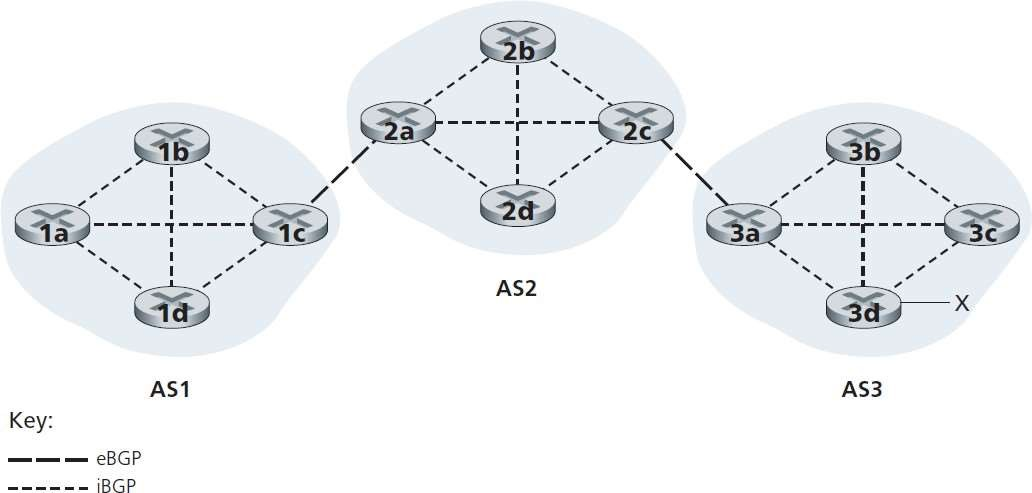 2b
2a
2c
2d
AS2
1b
1a
1c
1d
AS1
3b
3a
3c
3d
X
AS3
Key:
eBGP
iBGP